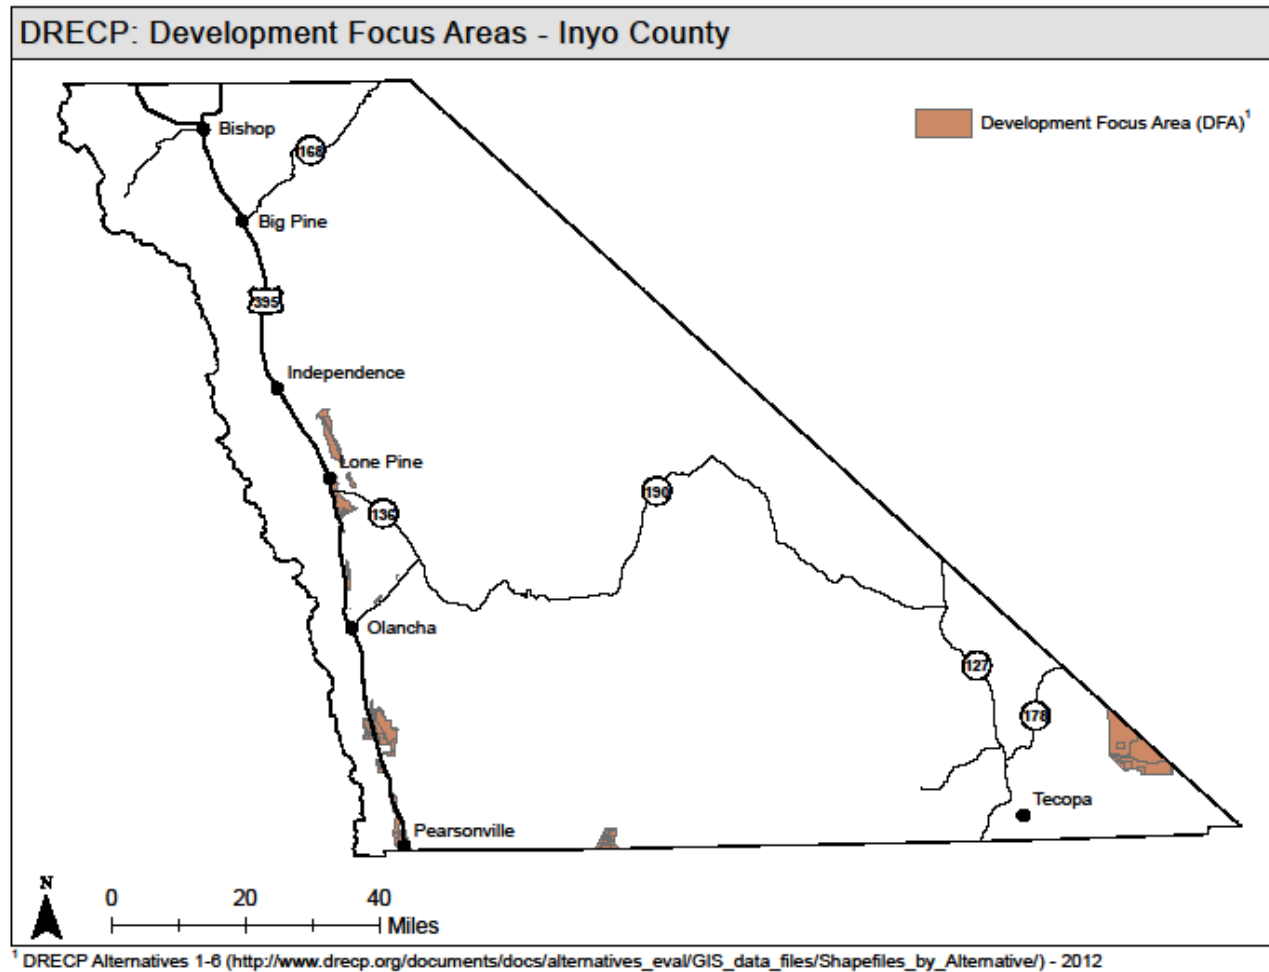 DRECP: Development Focus Areas - Inyo County
Development Focus Area (DFA)1
Bishop
168
Big Pine
395
Independence
Lone Pine
190
136
Olancha
127
178
Tecopa
Pearsonville
N
0 20 40
Miles
1 DRECP Alternatives 1-6 (http://www.drecp.org/documents/docs/alternatives_eval/GIS_data_files/Shapefiles_by_Alternative/) - 2012